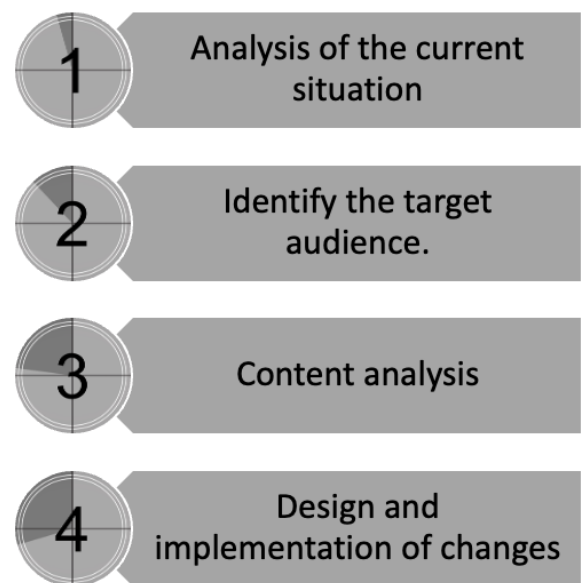 1
Analysis of the current
situation
2
Identify the target
audience.
3
Content analysis
4
Design and
implementation of changes